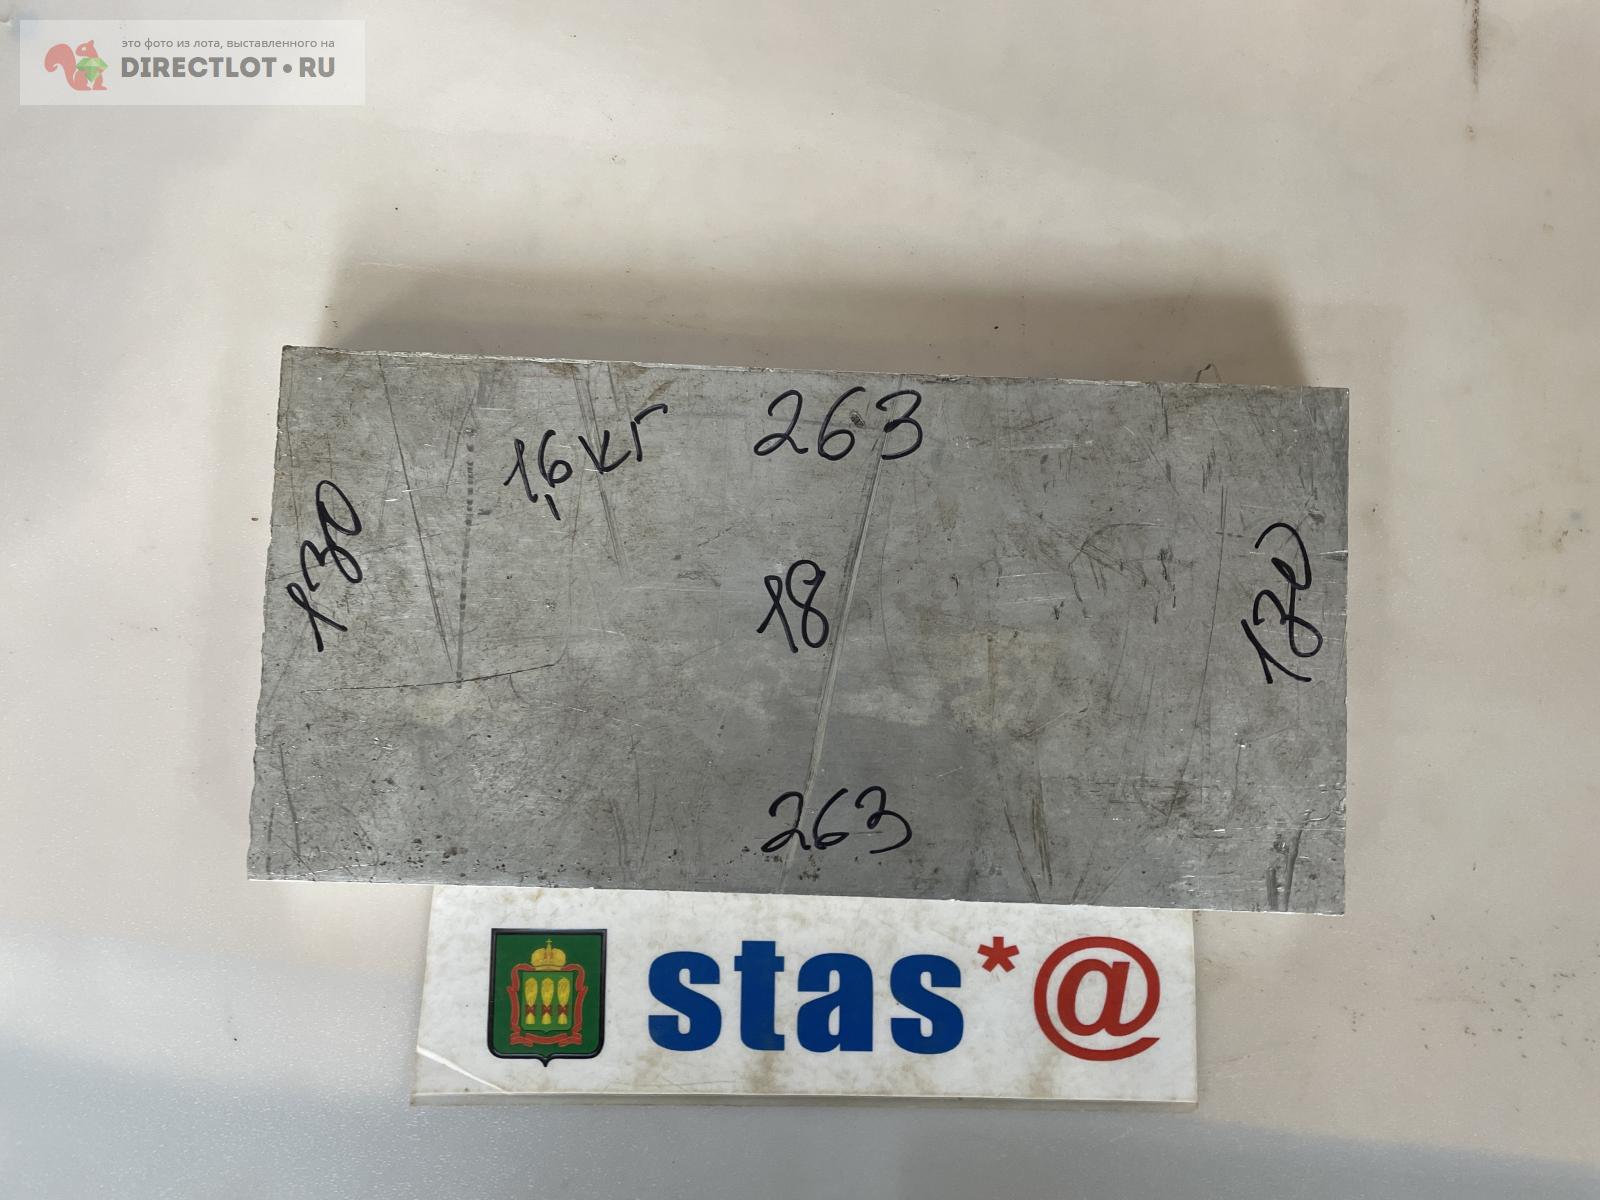 это фото из лота, выставленного на
DIRECTLOT•RU
1,6 кг
263
130
18
130
263
stas*@